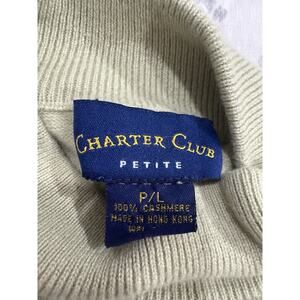 CHARTER CLUB
PETITE
P/L
100% CASHMERE
MADE IN HONG KONG